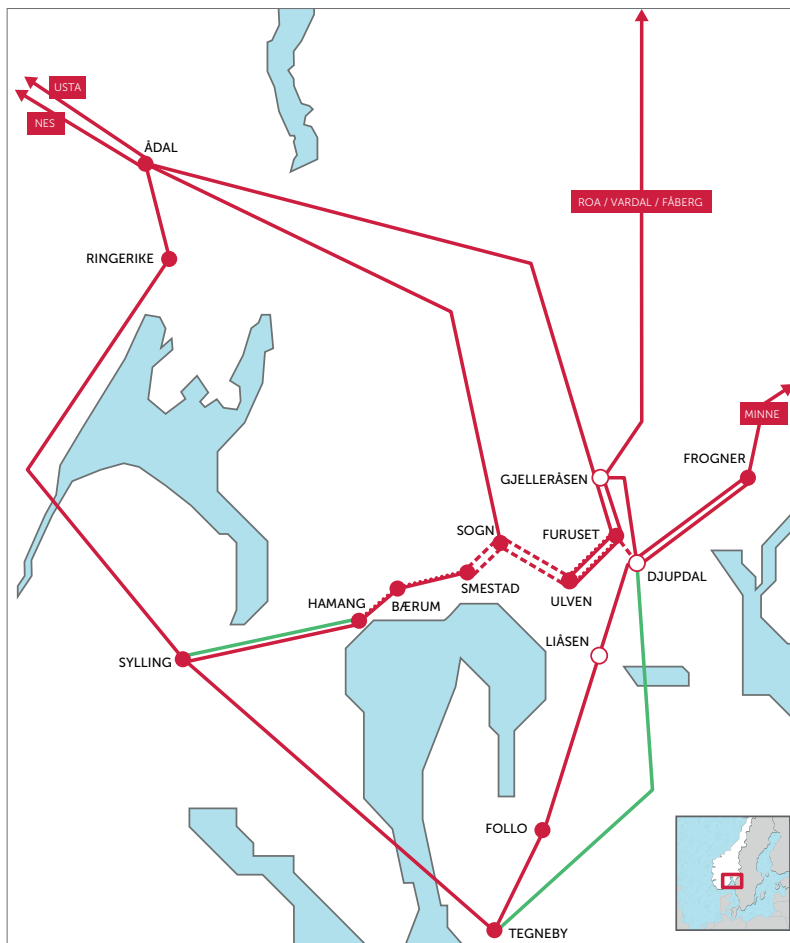 USTA
NES
ÅDAL
ROA / VARDAL / FÅBERG
RINGERIKE
MINNE
FROGNER
GJELLERÅSEN
SOGN
FURUSET
DJUPDAL
SMESTAD
ULVEN
BÆRUM
HAMANG
LIÅSEN
SYLLING
FOLLO
TEGNEBY